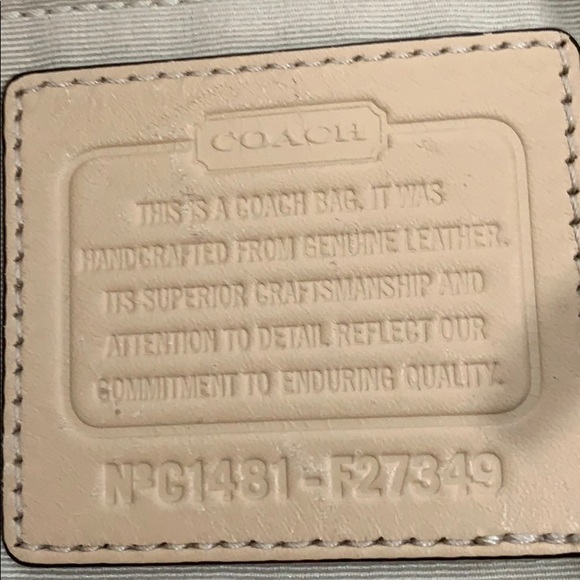 COACH
THIS IS A COACH BAG. IT WAS
HANDCRAFTED FROM GENUINE LEATHER.
ITS SUPERIOR CRAFTSMANSHIP AND
ATTENTION TO DETAIL REFLECT OUR
COMMITMENT TO ENDURING QUALITY.
Nº C1481 - F27349